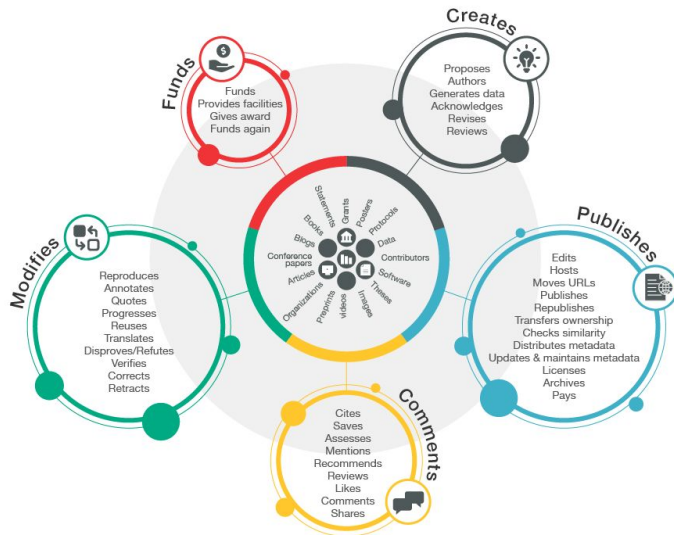 Funds
Funds
Provides facilities
Gives award
Funds again
Creates
Proposes
Authors
Generates data
Acknowledges
Revises
Reviews
Publishes
Edits
Hosts
Moves URLs
Publishes
Republishes
Transfers ownership
Checks similarity
Distributes metadata
Updates & maintains metadata
Licenses
Archives
Pays
Comments
Cites
Saves
Assesses
Mentions
Recommends
Reviews
Likes
Comments
Shares
Modifies
Reproduces
Annotates
Quotes
Progresses
Reuses
Translates
Disproves/Refutes
Verifies
Corrects
Retracts
Grants
Posters
Protocols
Data
Contributors
Software
Theses
Images
Videos
Preprints
Organizations
Articles
Conference
papers
Blogs
Books
Statements
$